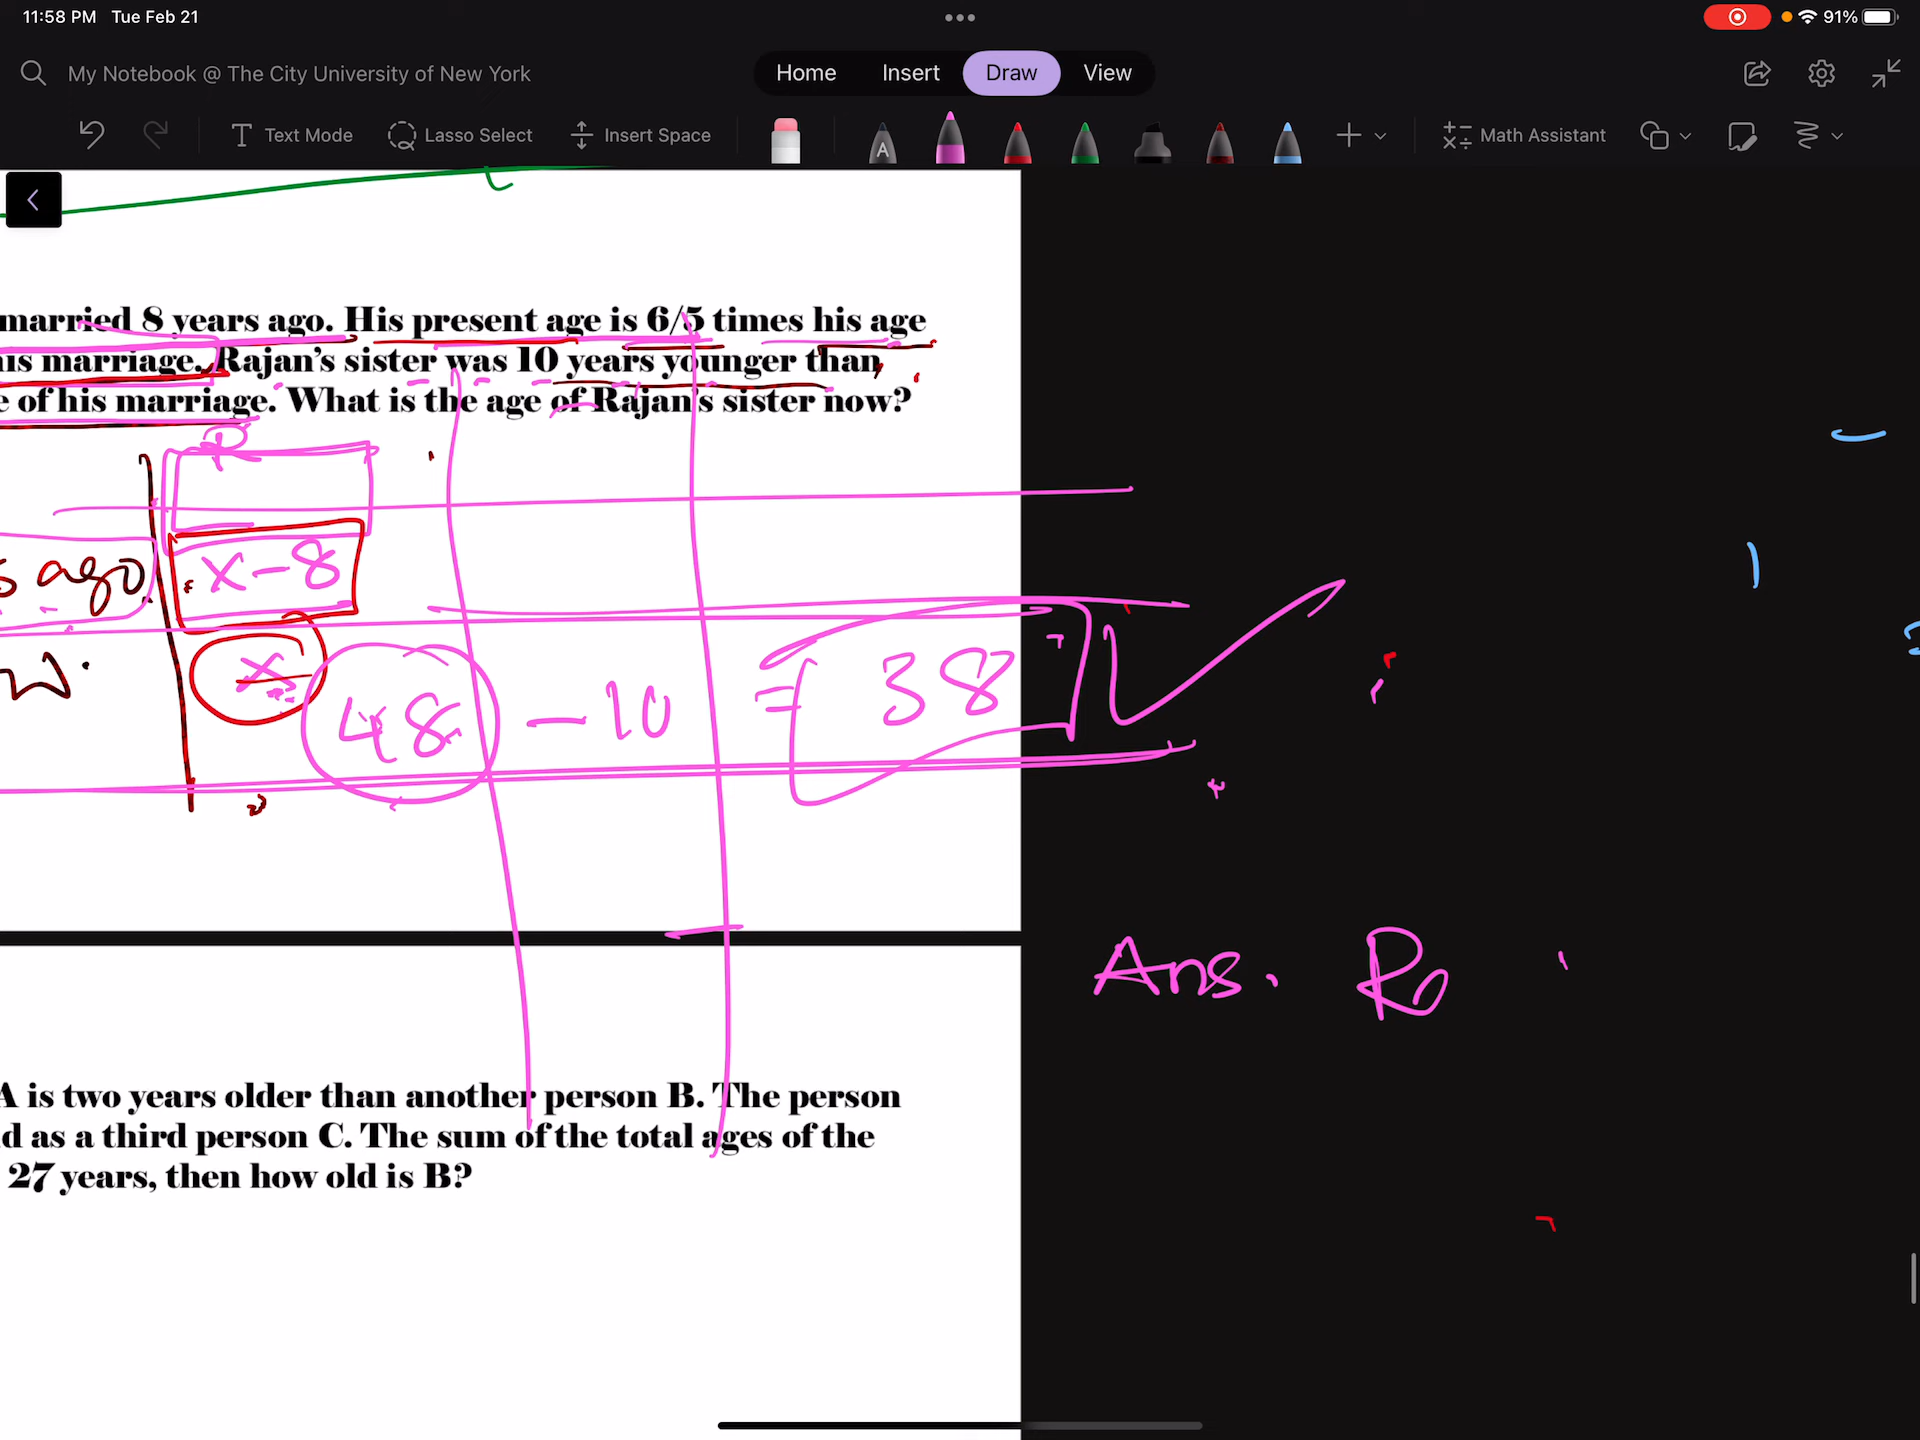 11:58 PM Tue Feb 21
91%
My Notebook @ The City University of New York
Home Insert Draw View
Text Mode Lasso Select Insert Space A Math Assistant
married 8 years ago. His present age is 6/5 times his age
is marriage. Rajan's sister was 10 years younger than
e of his marriage. What is the age of Rajan's sister now?
R
s ago x-8
w. x 48 - 10 = 38
Ans. Ra
A is two years older than another person B. The person
d as a third person C. The sum of the total ages of the
27 years, then how old is B?